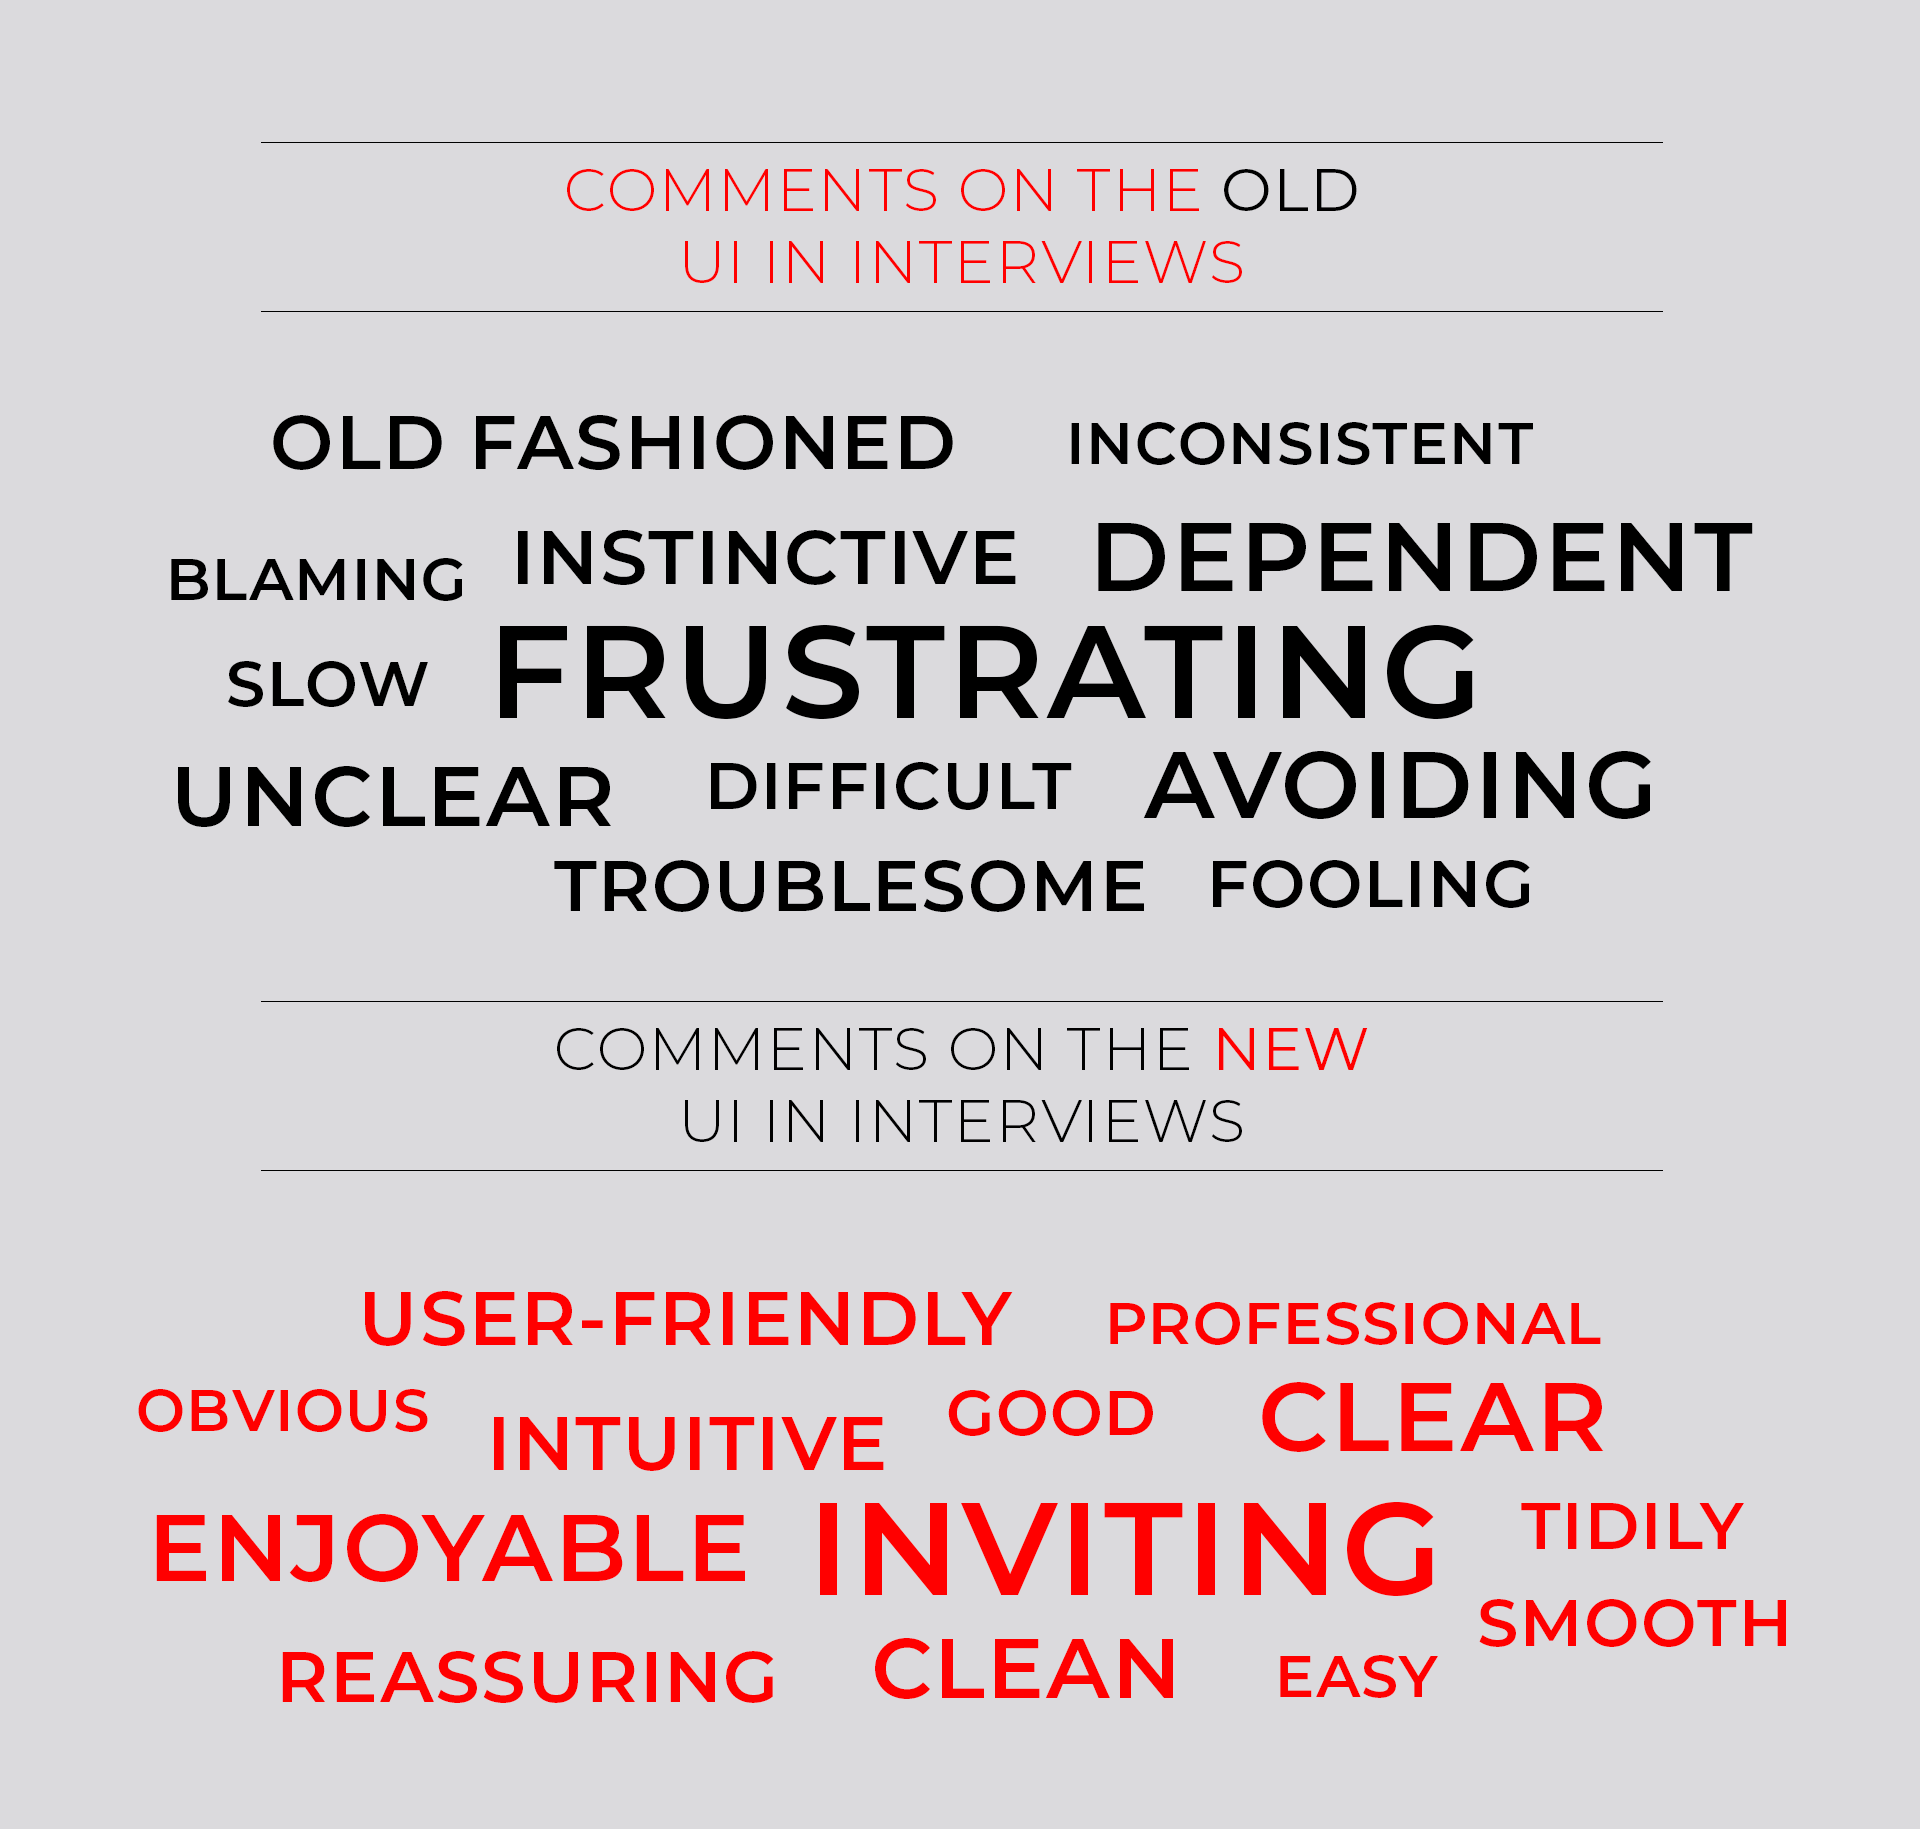 COMMENTS ON THE OLD
UI IN INTERVIEWS
OLD FASHIONED INCONSISTENT
BLAMING INSTINCTIVE DEPENDENT
SLOW FRUSTRATING
UNCLEAR DIFFICULT AVOIDING
TROUBLESOME FOOLING
COMMENTS ON THE NEW
UI IN INTERVIEWS
USER-FRIENDLY PROFESSIONAL
OBVIOUS INTUITIVE GOOD CLEAR
ENJOYABLE INVITING TIDILY
SMOOTH
REASSURING CLEAN EASY